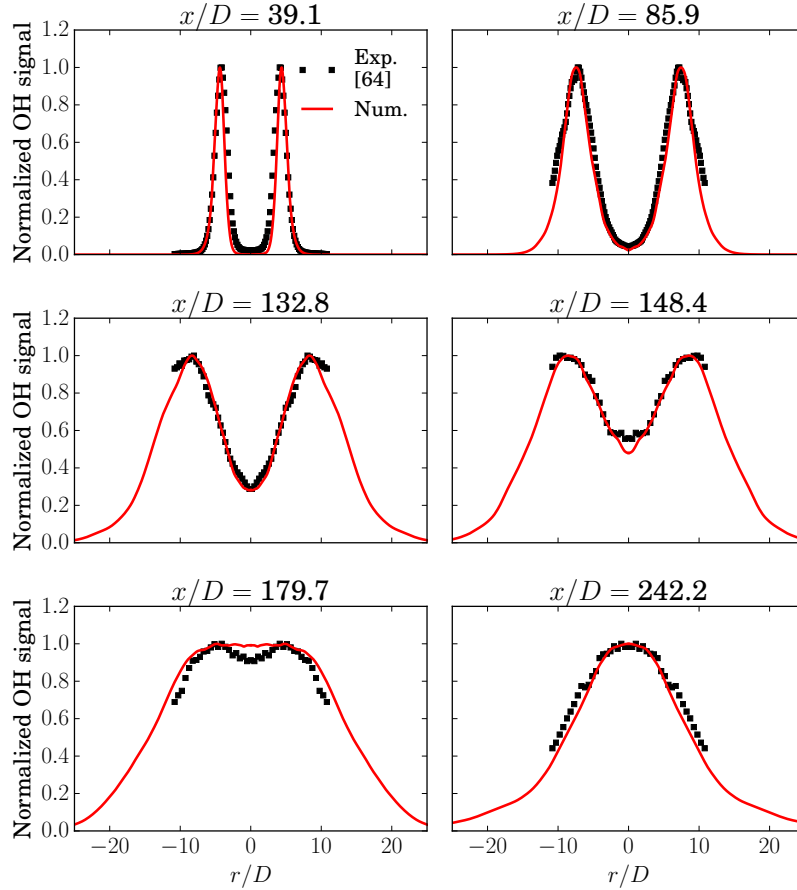 x/D = 39.1
x/D = 85.9
Normalized OH signal
1.2
1.0
0.8
0.6
0.4
0.2
0.0
Exp.
[64]
Num.
x/D = 132.8
x/D = 148.4
Normalized OH signal
1.2
1.0
0.8
0.6
0.4
0.2
0.0
x/D = 179.7
x/D = 242.2
Normalized OH signal
1.2
1.0
0.8
0.6
0.4
0.2
0.0
−20 −10 0 10 20
−20 −10 0 10 20
r/D
r/D